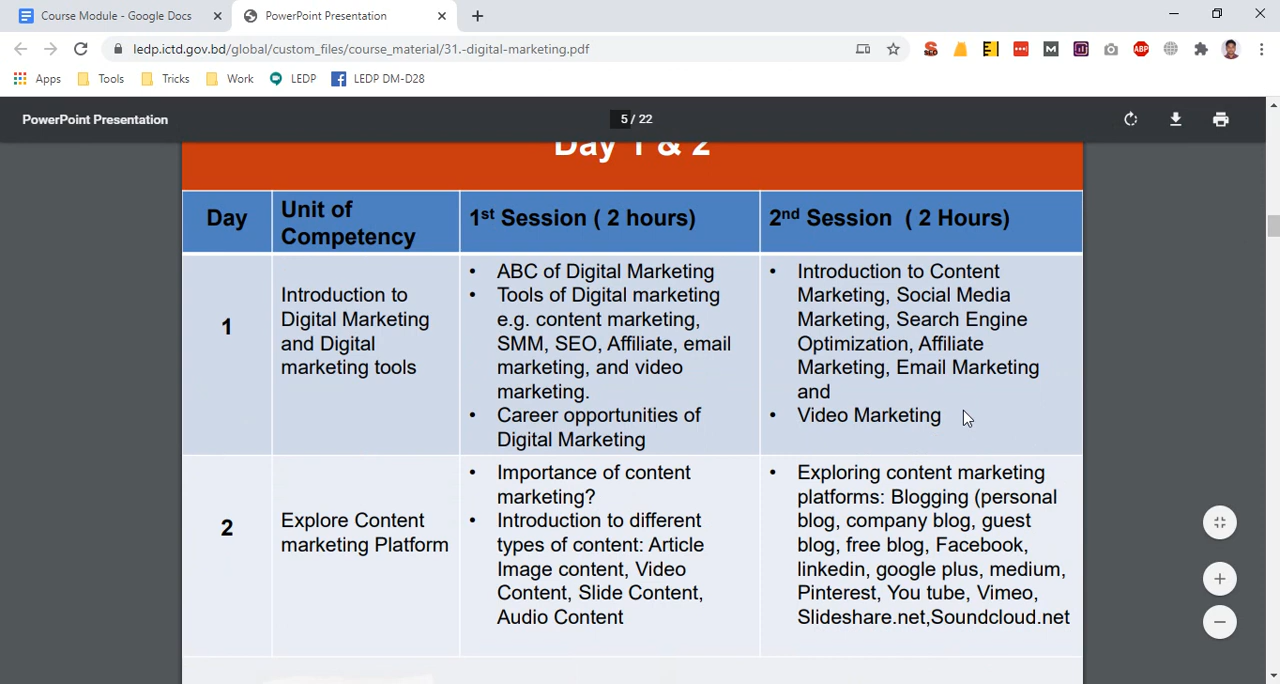 Course Module - Google Docs
PowerPoint Presentation
ledp.ictd.gov.bd/global/custom_files/course_material/31.-digital-marketing.pdf
Apps
Tools
Tricks
Work
LEDP
LEDP DM-D28
PowerPoint Presentation
5 / 22
Day 1 & 2
Day
Unit of
Competency
1st Session ( 2 hours)
2nd Session ( 2 Hours)
1
Introduction to
Digital Marketing
and Digital
marketing tools
• ABC of Digital Marketing
• Tools of Digital marketing
e.g. content marketing,
SMM, SEO, Affiliate, email
marketing, and video
marketing.
• Career opportunities of
Digital Marketing
• Introduction to Content
Marketing, Social Media
Marketing, Search Engine
Optimization, Affiliate
Marketing, Email Marketing
and
• Video Marketing
2
Explore Content
marketing Platform
• Importance of content
marketing?
• Introduction to different
types of content: Article
Image content, Video
Content, Slide Content,
Audio Content
• Exploring content marketing
platforms: Blogging (personal
blog, company blog, guest
blog, free blog, Facebook,
linkedin, google plus, medium,
Pinterest, You tube, Vimeo,
Slideshare.net,Soundcloud.net